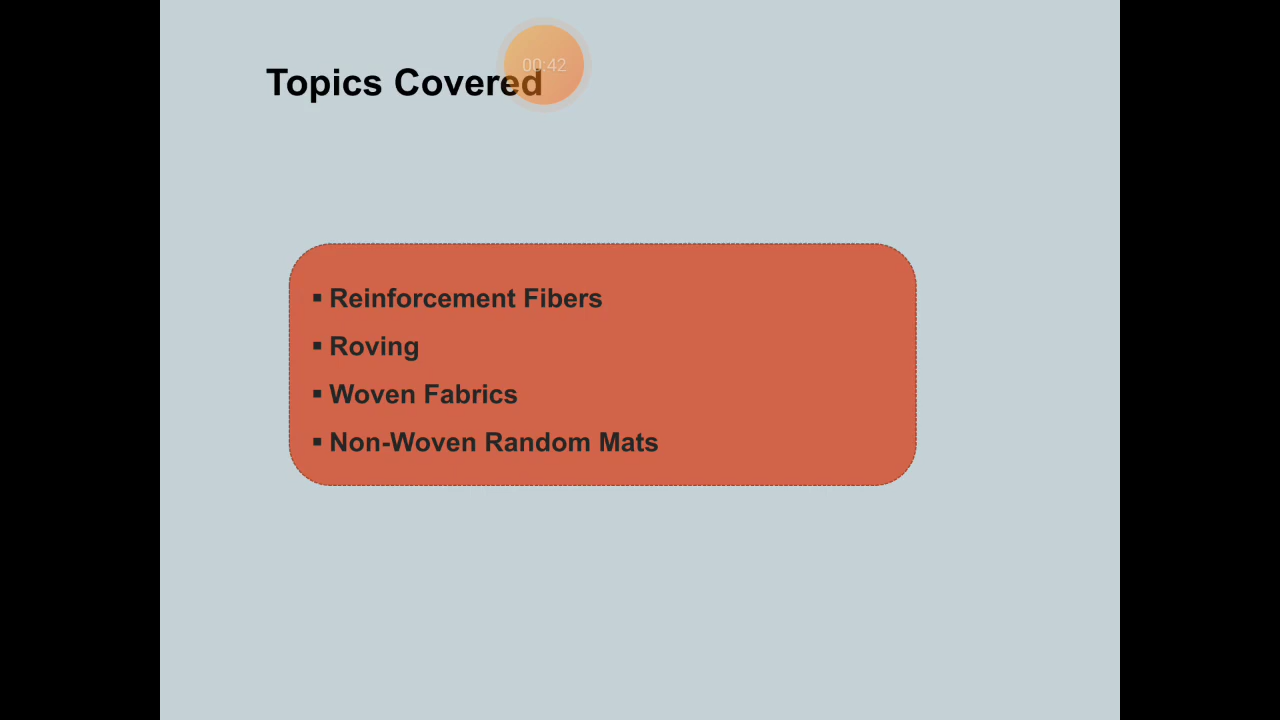 Topics Covered
00:42
▪ Reinforcement Fibers
▪ Roving
▪ Woven Fabrics
▪ Non-Woven Random Mats